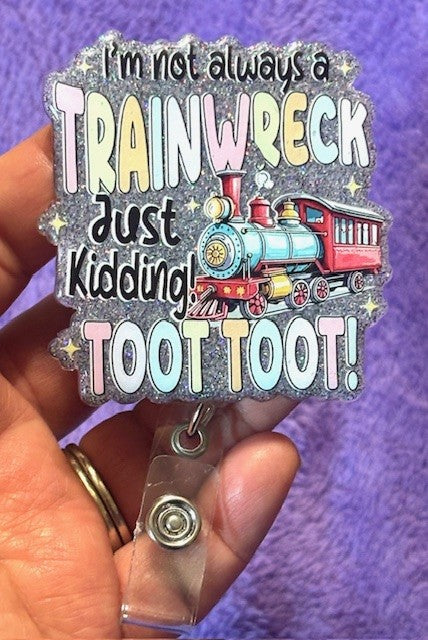 I'm not always a
TRAINWRECK
Just
Kidding!
TOOT TOOT!